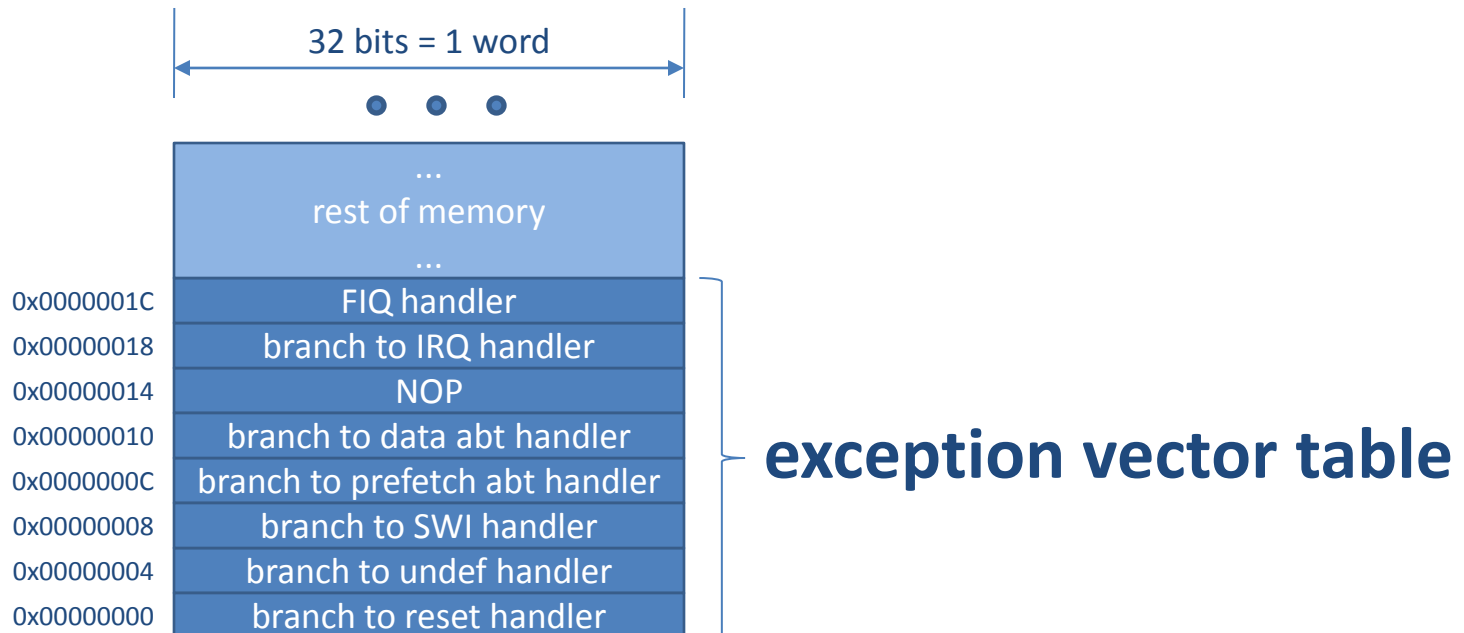 32 bits = 1 word
...
rest of memory
...
0x0000001C FIQ handler
0x00000018 branch to IRQ handler
0x00000014 NOP
0x00000010 branch to data abt handler
exception vector table
0x0000000C branch to prefetch abt handler
0x00000008 branch to SWI handler
0x00000004 branch to undef handler
0x00000000 branch to reset handler